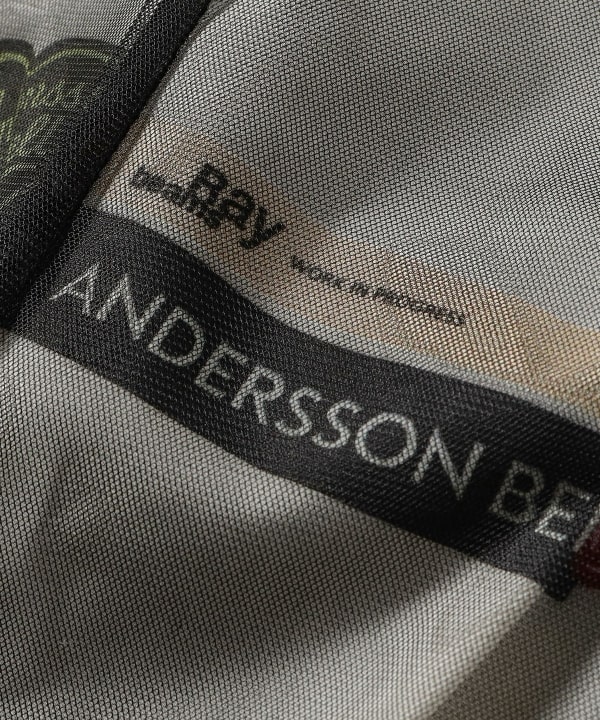 Ray
beams
WORK IN PROGRESS
ANDERSSON BE